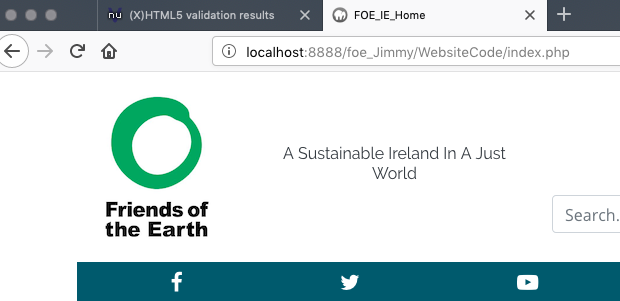 nu (X)HTML5 validation results
FOE_IE_Home
localhost:8888/foe_Jimmy/WebsiteCode/index.php
A Sustainable Ireland In A Just
World
Friends of
the Earth
Search.